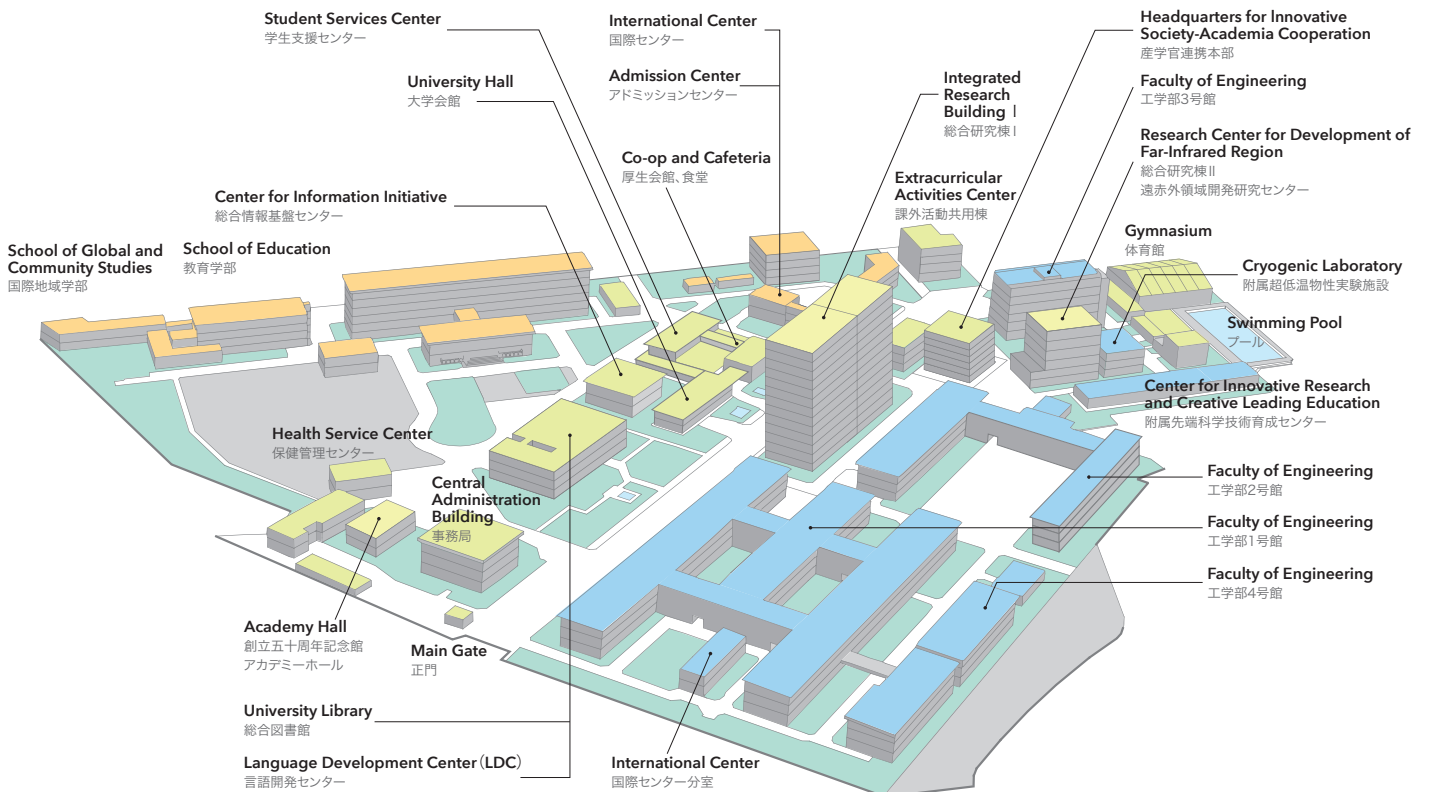 Student Services Center
学生支援センター
International Center
国際センター
Headquarters for Innovative
Society-Academia Cooperation
産学官連携本部
University Hall
大学会館
Admission Center
アドミッションセンター
Integrated
Research
Building Ⅰ
総合研究棟Ⅰ
Faculty of Engineering
工学部3号館
Research Center for Development of
Far-Infrared Region
総合研究棟Ⅱ
遠赤外領域開発研究センター
Co-op and Cafeteria
厚生会館、食堂
Extracurricular
Activities Center
課外活動共用棟
Center for Information Initiative
総合情報基盤センター
School of Global and
Community Studies
国際地域学部
School of Education
教育学部
Gymnasium
体育館
Cryogenic Laboratory
附属超低温物性実験施設
Swimming Pool
プール
Center for Innovative Research
and Creative Leading Education
附属先端科学技術育成センター
Health Service Center
保健管理センター
Central
Administration
Building
事務局
Faculty of Engineering
工学部2号館
Faculty of Engineering
工学部1号館
Faculty of Engineering
工学部4号館
Academy Hall
創立五十周年記念館
アカデミーホール
Main Gate
正門
University Library
総合図書館
Language Development Center（LDC）
言語開発センター
International Center
国際センター分室